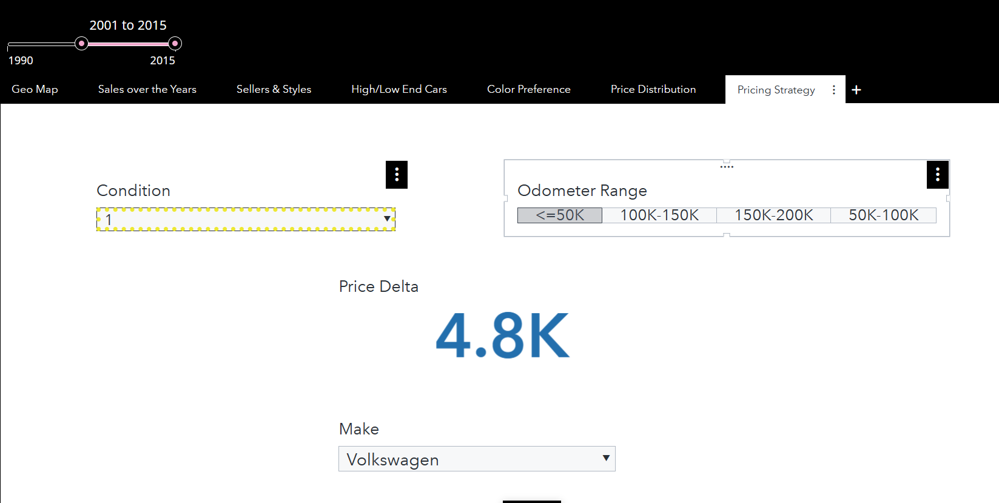 2001 to 2015
1990 2015
Geo Map Sales over the Years Sellers & Styles High/Low End Cars Color Preference Price Distribution Pricing Strategy +
Condition
1
Odometer Range
<=50K 100K-150K 150K-200K 50K-100K
Price Delta
4.8K
Make
Volkswagen